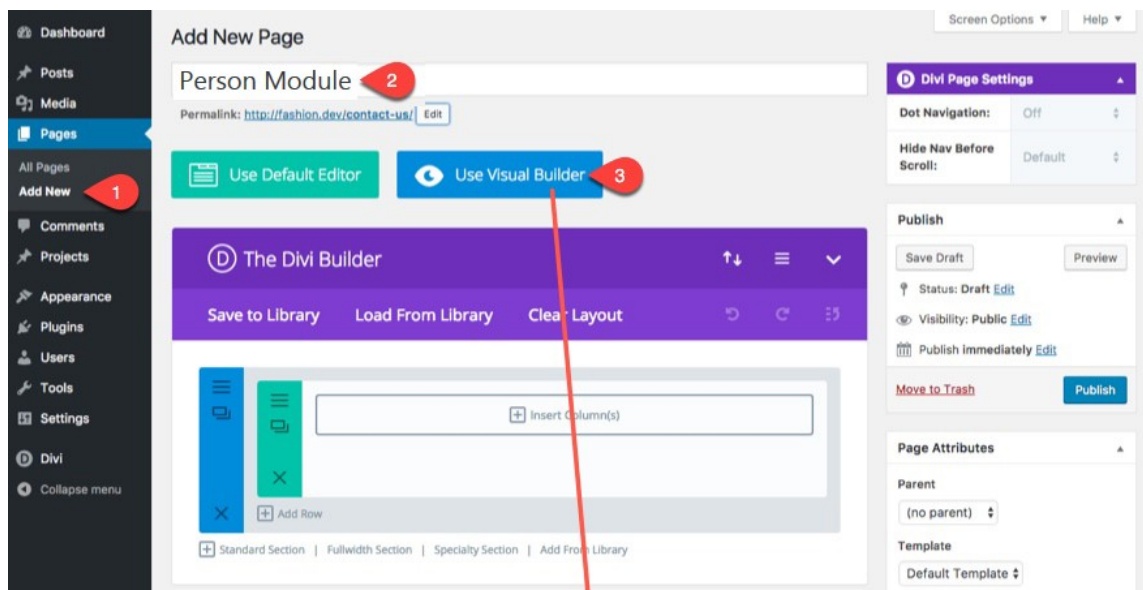 Screen Options ▼ Help ▼
Dashboard
Posts
Media
Pages
All Pages
Add New 1
Comments
Projects
Appearance
Plugins
Users
Tools
Settings
Divi
Collapse menu
Add New Page
Person Module 2
Permalink: http://fashion.dev/contact-us/ Edit
Use Default Editor Use Visual Builder 3
D The Divi Builder
Save to Library Load From Library Clear Layout
Insert Column(s)
Add Row
Standard Section | Fullwidth Section | Specialty Section | Add From Library
D Divi Page Settings
Dot Navigation: Off
Hide Nav Before
Scroll: Default
Publish
Save Draft Preview
Status: Draft Edit
Visibility: Public Edit
Publish immediately Edit
Move to Trash Publish
Page Attributes
Parent
(no parent)
Template
Default Template